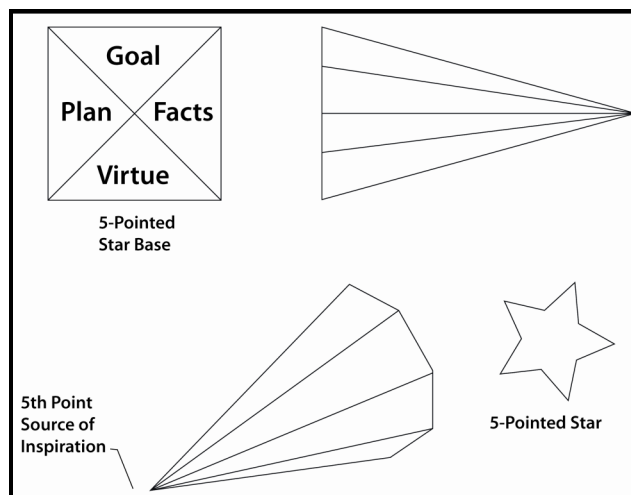 Goal
Plan
Facts
Virtue
5-Pointed
Star Base
5th Point
Source of
Inspiration
5-Pointed Star